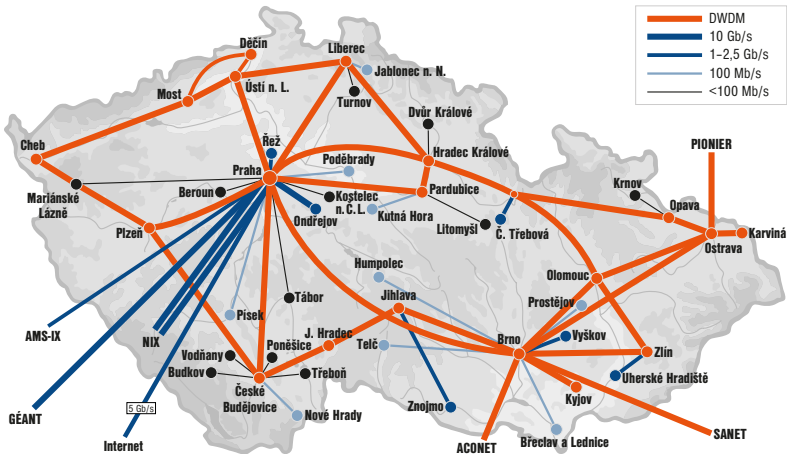 DWDM
10 Gb/s
1–2,5 Gb/s
100 Mb/s
<100 Mb/s
Děčín
Liberec
Jablonec n. N.
Most
Ústí n. L.
Turnov
Dvůr Králové
Cheb
Řež
Praha
Poděbrady
Hradec Králové
PIONIER
Mariánské
Lázně
Beroun
Kostelec
n. Č. L.
Pardubice
Krnov
Opava
Plzeň
Ondřejov
Kutná Hora
Litomyšl
Č. Třebová
Ostrava
Karviná
Humpolec
Olomouc
Tábor
Jihlava
Prostějov
Písek
AMS-IX
NIX
J. Hradec
Telč
Brno
Vyškov
Zlín
Vodňany
Poněšice
Budkov
Třeboň
České
Budějovice
Uherské Hradiště
GÉANT
5 Gb/s
Nové Hrady
Znojmo
Kyjov
Internet
ACONET
Břeclav a Lednice
SANET